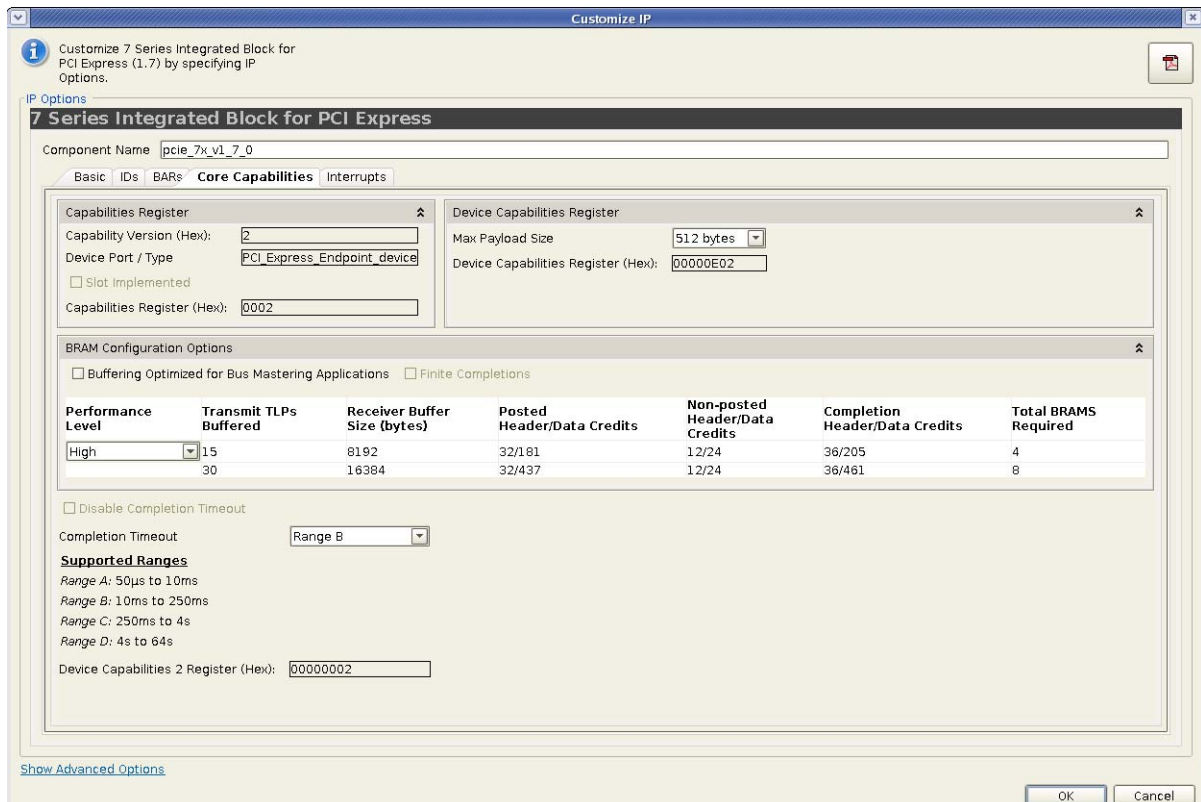 Customize IP
Customize 7 Series Integrated Block for
PCI Express (1.7) by specifying IP
Options.
IP Options
7 Series Integrated Block for PCI Express
Component Name pcie_7x_v1_7_0
Basic IDs BARs Core Capabilities Interrupts
Capabilities Register
Capability Version (Hex): 2
Device Port / Type PCI_Express_Endpoint_device
Slot Implemented
Capabilities Register (Hex): 0002
Device Capabilities Register
Max Payload Size 512 bytes
Device Capabilities Register (Hex): 00000E02
BRAM Configuration Options
Buffering Optimized for Bus Mastering Applications Finite Completions
Performance Level Transmit TLPs Buffered Receiver Buffer Size (bytes) Posted Header/Data Credits Non-posted Header/Data Credits Completion Header/Data Credits Total BRAMS Required
High 15 8192 32/181 12/24 36/205 4
30 16384 32/437 12/24 36/461 8
Disable Completion Timeout
Completion Timeout Range B
Supported Ranges
Range A: 50µs to 10ms
Range B: 10ms to 250ms
Range C: 250ms to 4s
Range D: 4s to 64s
Device Capabilities 2 Register (Hex): 00000002
Show Advanced Options
OK Cancel